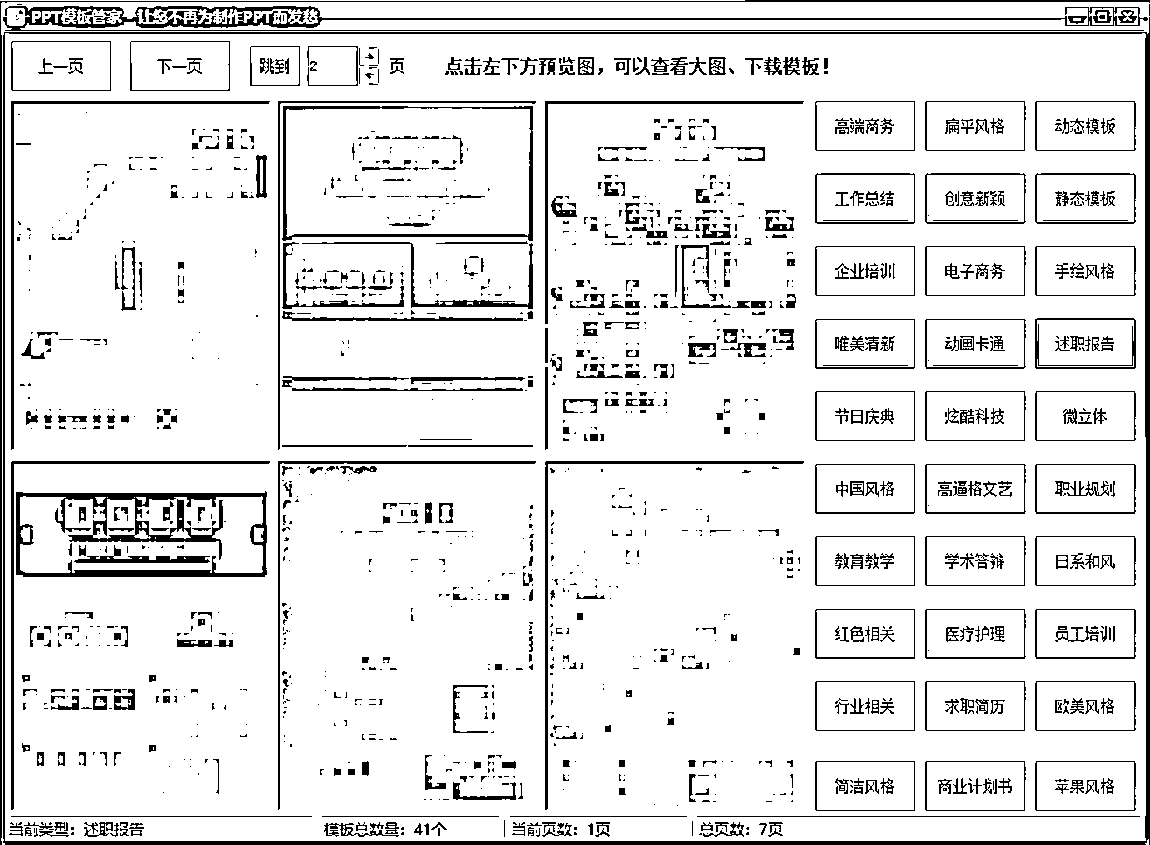 PPT模板管家---让您不再为制作PPT而发愁
上一页 下一页 跳到 2 页 点击左下方预览图，可以查看大图、下载模板！
高端商务 扁平风格 动态模板
工作总结 创意新颖 静态模板
企业培训 电子商务 手绘风格
唯美清新 动画卡通 述职报告
节日庆典 炫酷科技 微立体
中国风格 高逼格文艺 职业规划
教育教学 学术答辩 日系和风
红色相关 医疗护理 员工培训
行业相关 求职简历 欧美风格
简洁风格 商业计划书 苹果风格
当前类型：述职报告 模板总数量：41个 当前页数：1页 总页数：7页